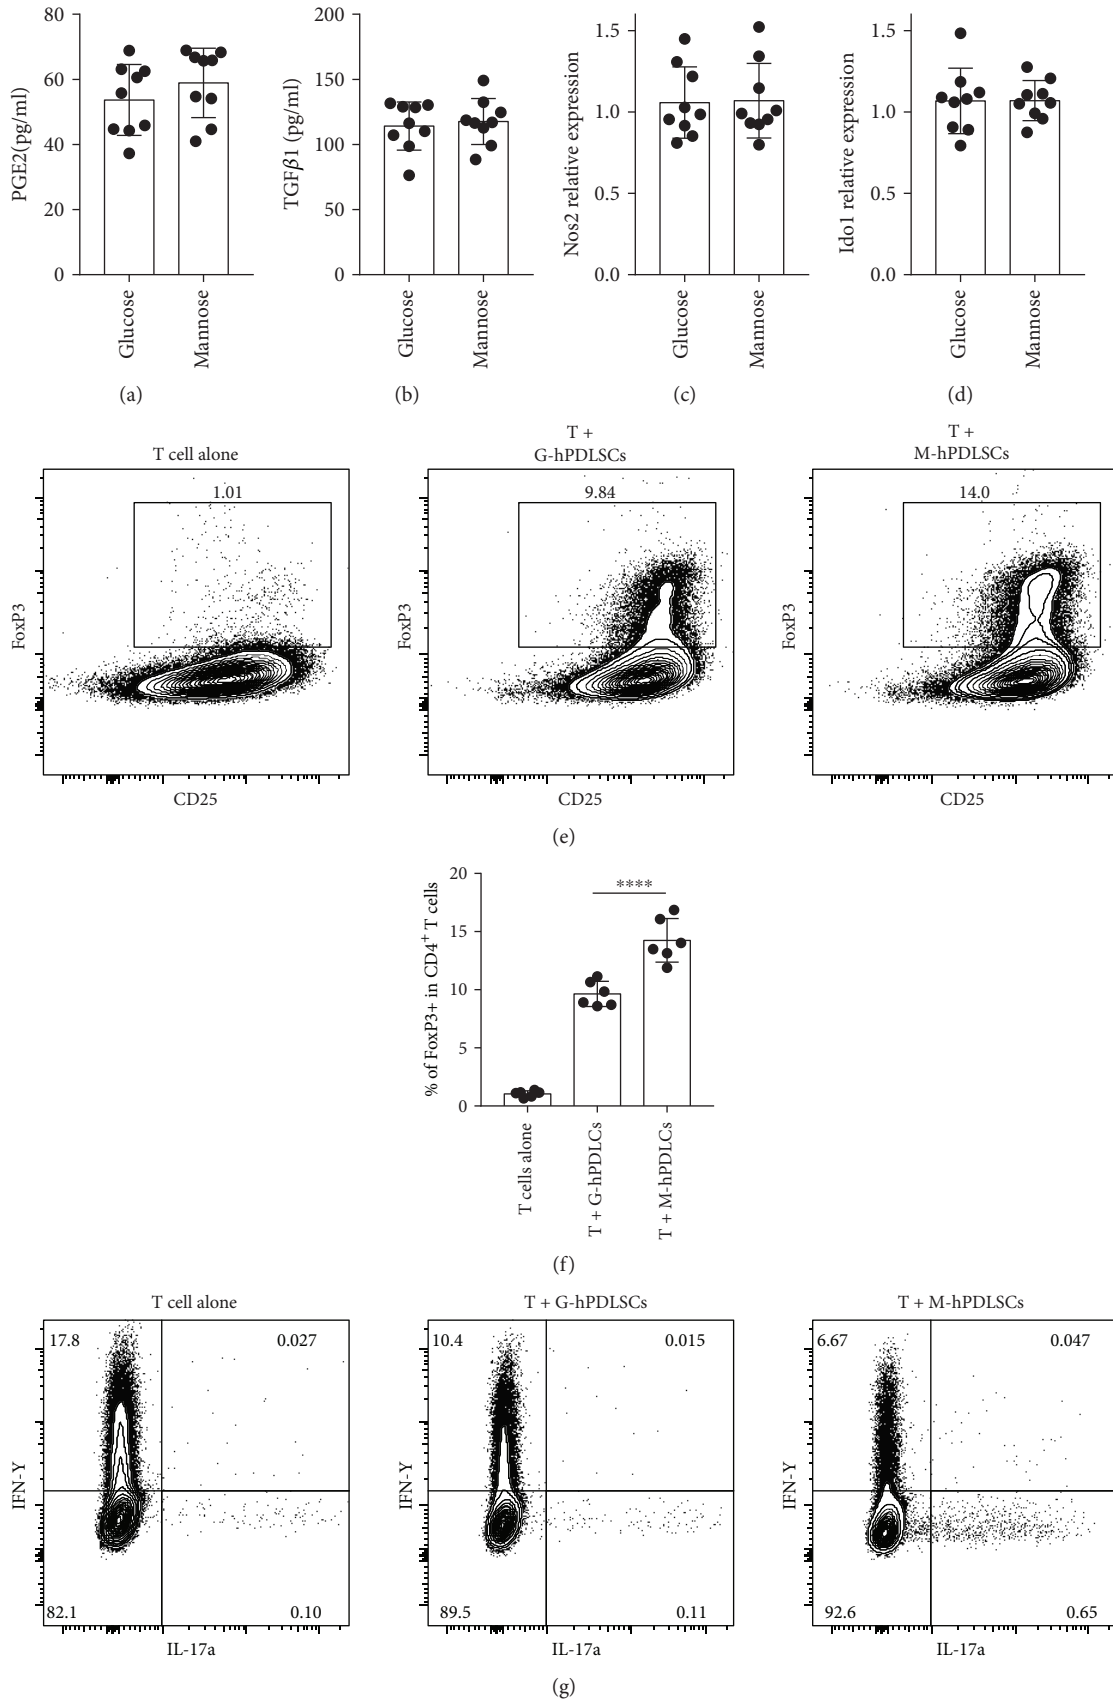 80
60
40
20
0
PGE2(pg/ml)
Glucose
Mannose
(a)
200
150
100
50
0
TGFβ1 (pg/ml)
Glucose
Mannose
(b)
1.5
1.0
0.5
0.0
Nos2 relative expression
Glucose
Mannose
(c)
1.5
1.0
0.5
0.0
Ido1 relative expression
Glucose
Mannose
(d)
T cell alone
1.01
FoxP3
CD25
T +
G-hPDLSCs
9.84
FoxP3
CD25
T +
M-hPDLSCs
14.0
FoxP3
CD25
(e)
20
15
10
5
0
% of FoxP3+ in CD4⁺ T cells
****
T cells alone
T + G-hPDLCs
T + M-hPDLCs
(f)
T cell alone
17.8
0.027
82.1
0.10
IFN-Y
IL-17a
T + G-hPDLSCs
10.4
0.015
89.5
0.11
IFN-Y
IL-17a
T + M-hPDLSCs
6.67
0.047
92.6
0.65
IFN-Y
IL-17a
(g)